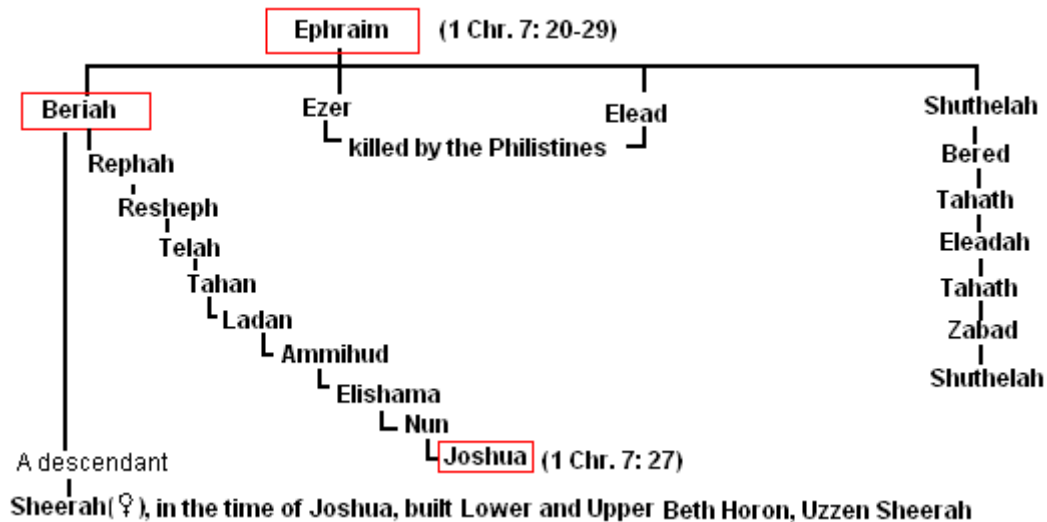 Ephraim (1 Chr. 7: 20-29)
Beriah
Ezer
Elead
Shuthelah
killed by the Philistines
Rephah
Resheph
Telah
Tahan
Ladan
Ammihud
Elishama
Nun
Joshua (1 Chr. 7: 27)
Bered
Tahath
Eleadah
Tahath
Zabad
Shuthelah
A descendant
Sheerah(♀), in the time of Joshua, built Lower and Upper Beth Horon, Uzzen Sheerah